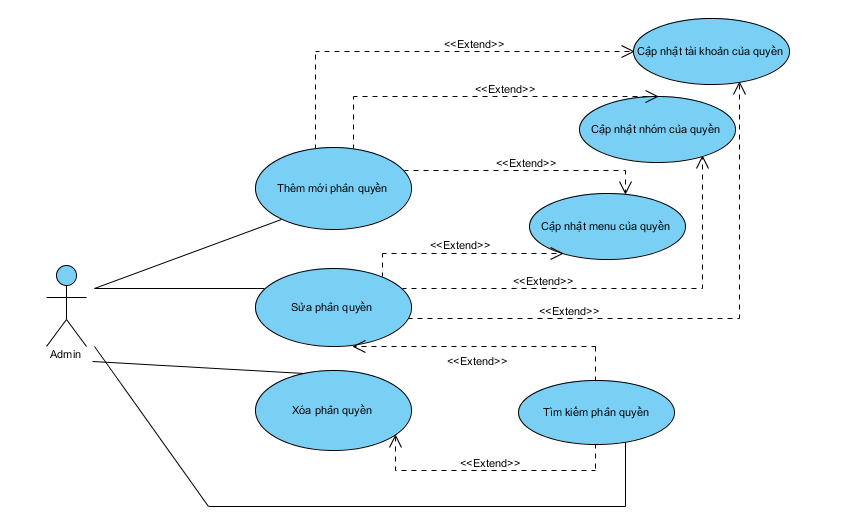 <<Extend>>
Cập nhật tài khoản của quyền
<<Extend>>
Cập nhật nhóm của quyền
<<Extend>>
Thêm mới phân quyền
Cập nhật menu của quyền
<<Extend>>
<<Extend>>
Sửa phân quyền
<<Extend>>
Admin
<<Extend>>
Xóa phân quyền
Tìm kiếm phân quyền
<<Extend>>